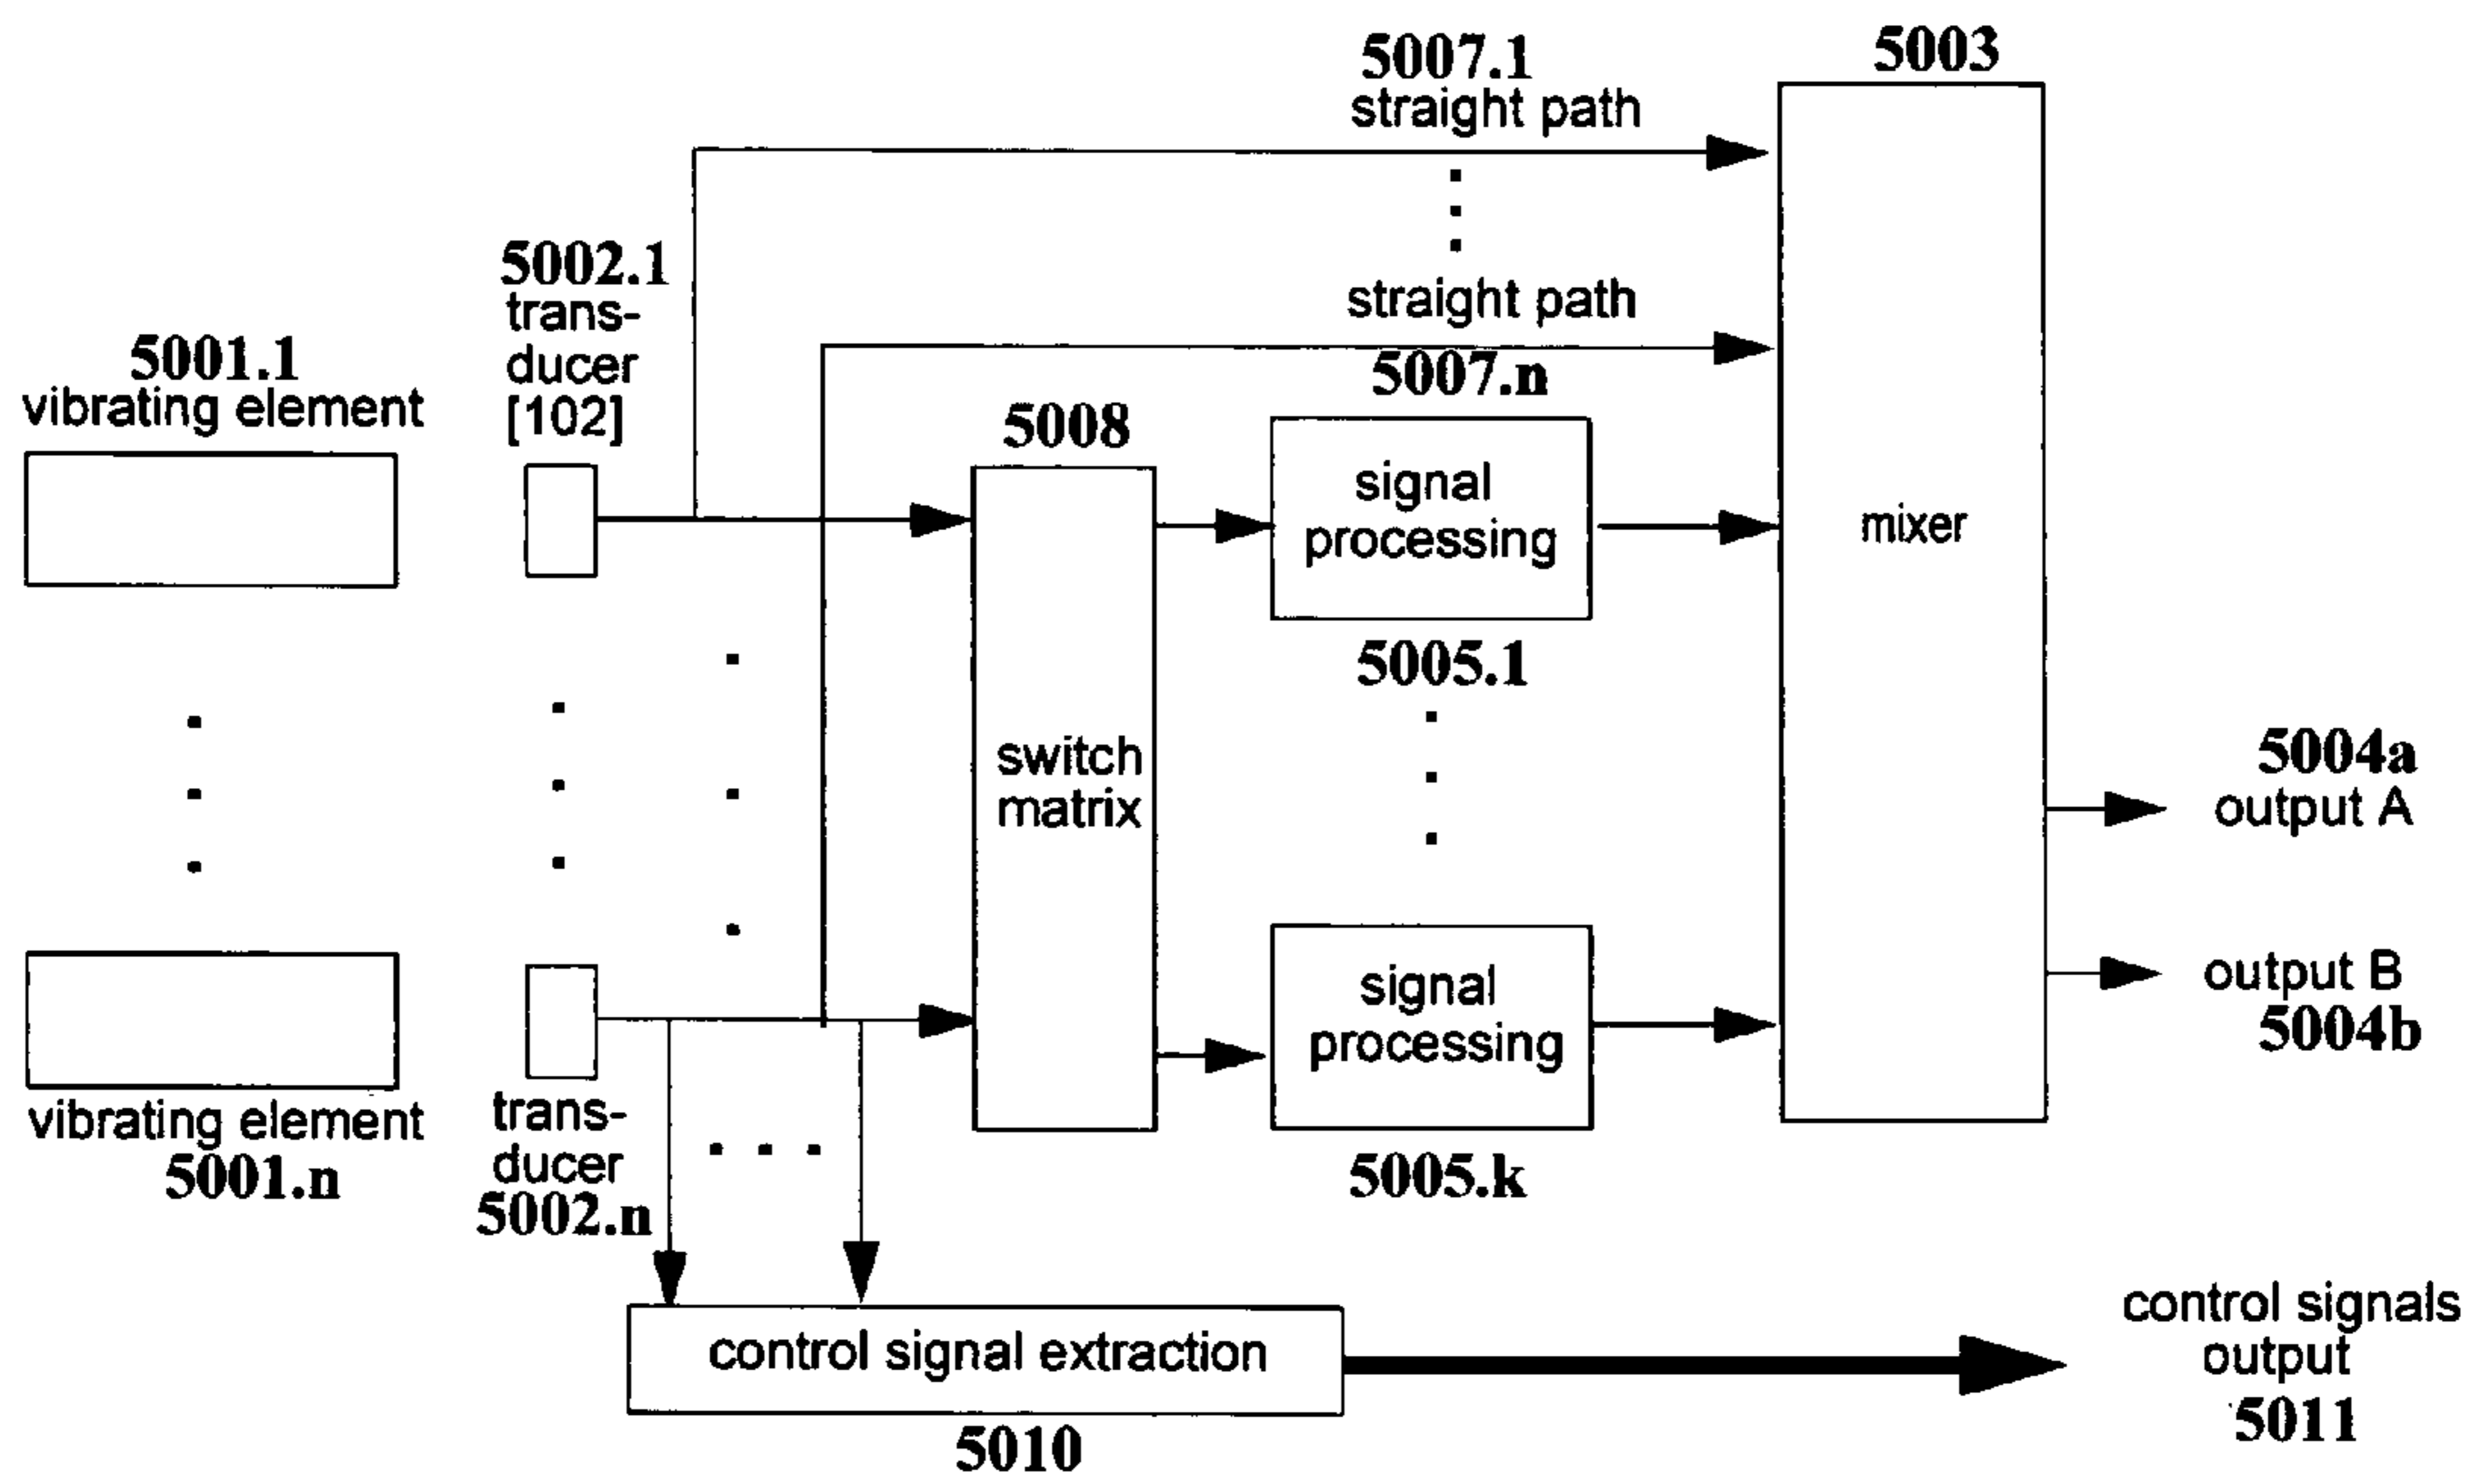 5007.1
straight path
5003
5002.1
trans-
ducer
[102]
straight path
5007.n
5001.1
vibrating element
5008
signal
processing
mixer
5005.1
switch
matrix
5004a
output A
output B
5004b
signal
processing
5005.k
vibrating element
5001.n
trans-
ducer
5002.n
control signal extraction
5010
control signals
output
5011